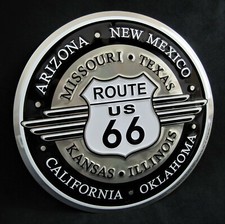 ARIZONA • NEW MEXICO
MISSOURI • TEXAS
ROUTE
US
66
KANSAS • ILLINOIS
CALIFORNIA • OKLAHOMA